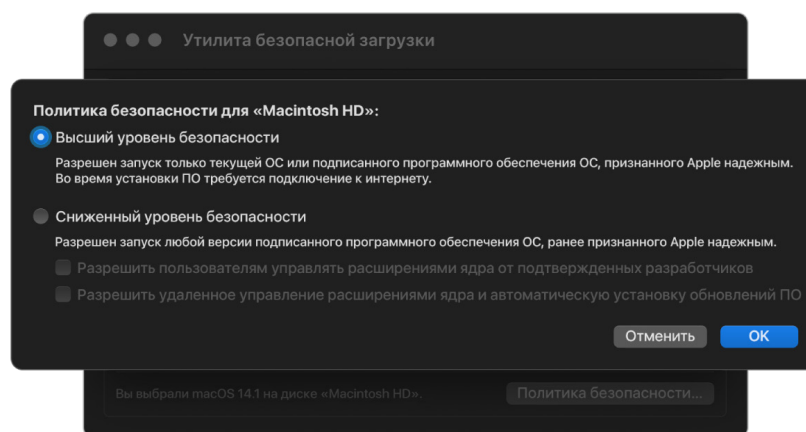 Утилита безопасной загрузки
Политика безопасности для «Macintosh HD»:
Высший уровень безопасности
Разрешен запуск только текущей ОС или подписанного программного обеспечения ОС, признанного Apple надежным.
Во время установки ПО требуется подключение к интернету.
Сниженный уровень безопасности
Разрешен запуск любой версии подписанного программного обеспечения ОС, ранее признанного Apple надежным.
Разрешить пользователям управлять расширениями ядра от подтвержденных разработчиков
Разрешить удаленное управление расширениями ядра и автоматическую установку обновлений ПО
Отменить OK
Вы выбрали macOS 14.1 на диске «Macintosh HD». Политика безопасности...